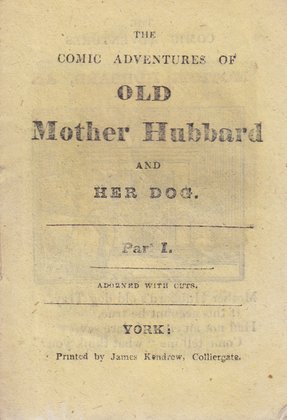 THE
COMIC ADVENTURES OF
OLD
Mother Hubbard
AND
HER DOG.
Part I.
ADORNED WITH CUTS.
YORK:
Printed by James Kendrew, Colliergate.